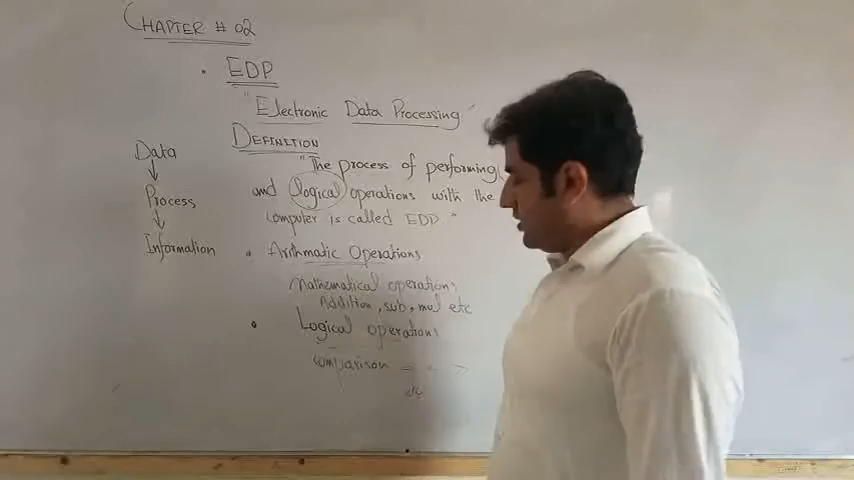 CHAPTER # 02
• EDP
"Electronic Data Processing"
DEFINITION
"The process of performing
and logical operations with the
computer is called EDP."
Data
↓
Process
↓
Information
• Arithmatic Operations
Mathematical operations
Addition, sub, mul etc
• Logical operations
comparison = < >
etc